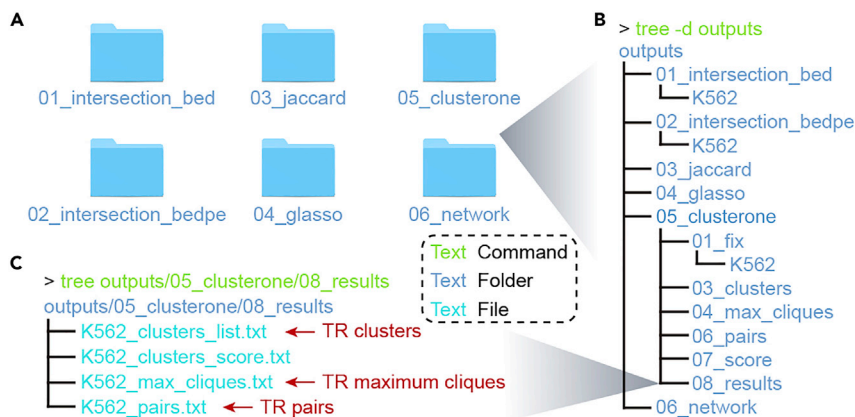 A
01_intersection_bed
03_jaccard
05_clusterone
02_intersection_bedpe
04_glasso
06_network
B
> tree -d outputs
outputs
01_intersection_bed
K562
02_intersection_bedpe
K562
03_jaccard
04_glasso
05_clusterone
01_fix
K562
03_clusters
04_max_cliques
06_pairs
07_score
08_results
06_network
Text Command
Text Folder
Text File
C
> tree outputs/05_clusterone/08_results
outputs/05_clusterone/08_results
K562_clusters_list.txt TR clusters
K562_clusters_score.txt
K562_max_cliques.txt TR maximum cliques
K562_pairs.txt TR pairs